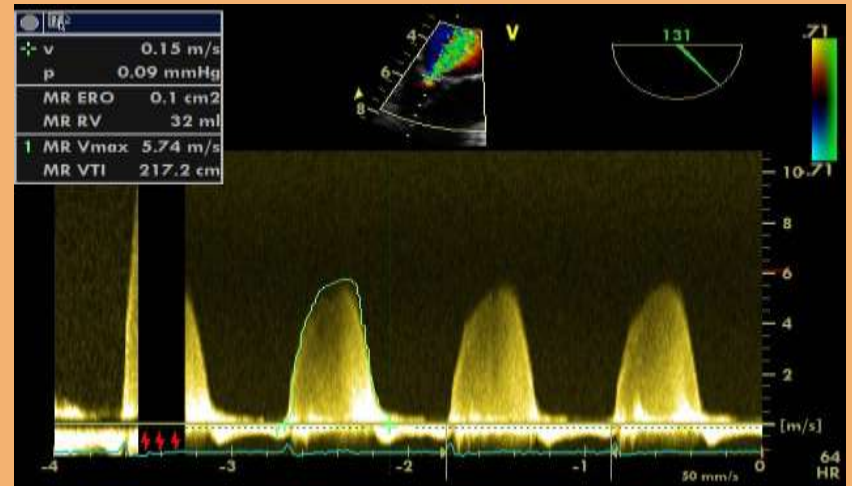 v 0.15 m/s
p 0.09 mmHg
MR ERO 0.1 cm2
MR RV 32 ml
1 MR Vmax 5.74 m/s
MR VTI 217.2 cm
4
6
8
V
131
.71
.71
10
8
6
4
2
[m/s]
-4 -3 -2 -1 0
50 mm/s
64
HR